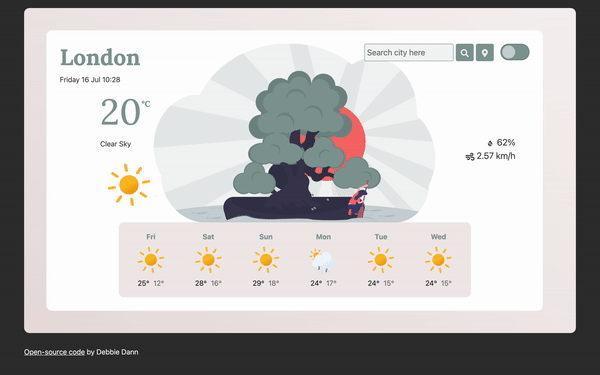 London
Search city here
Friday 16 Jul 10:28
20 °C
Clear Sky
62%
2.57 km/h
Fri Sat Sun Mon Tue Wed
25° 12° 28° 16° 29° 18° 24° 17° 24° 15° 24° 15°
Open-source code by Debbie Dann